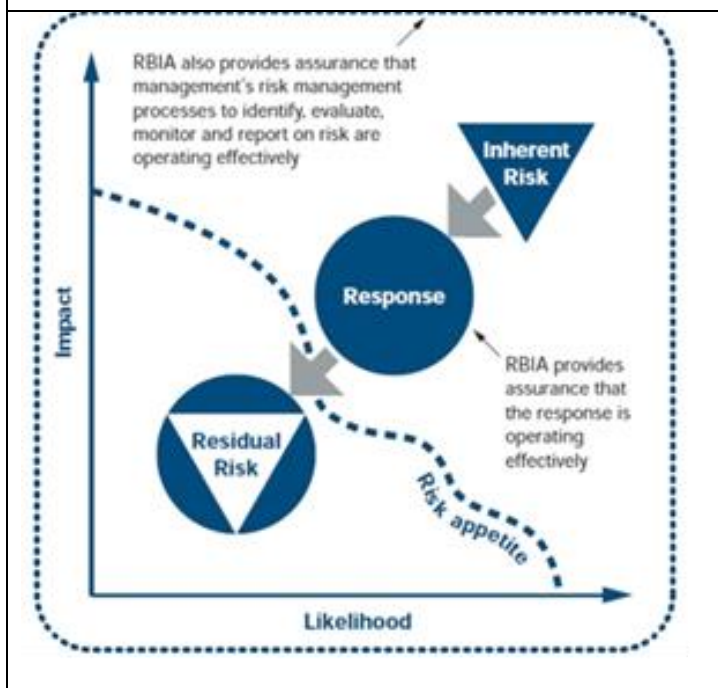 RBIA also provides assurance that
management's risk management
processes to identify, evaluate,
monitor and report on risk are
operating effectively
Inherent
Risk
Response
Impact
RBIA provides
assurance that
the response is
operating
effectively
Residual
Risk
Risk appetite
Likelihood